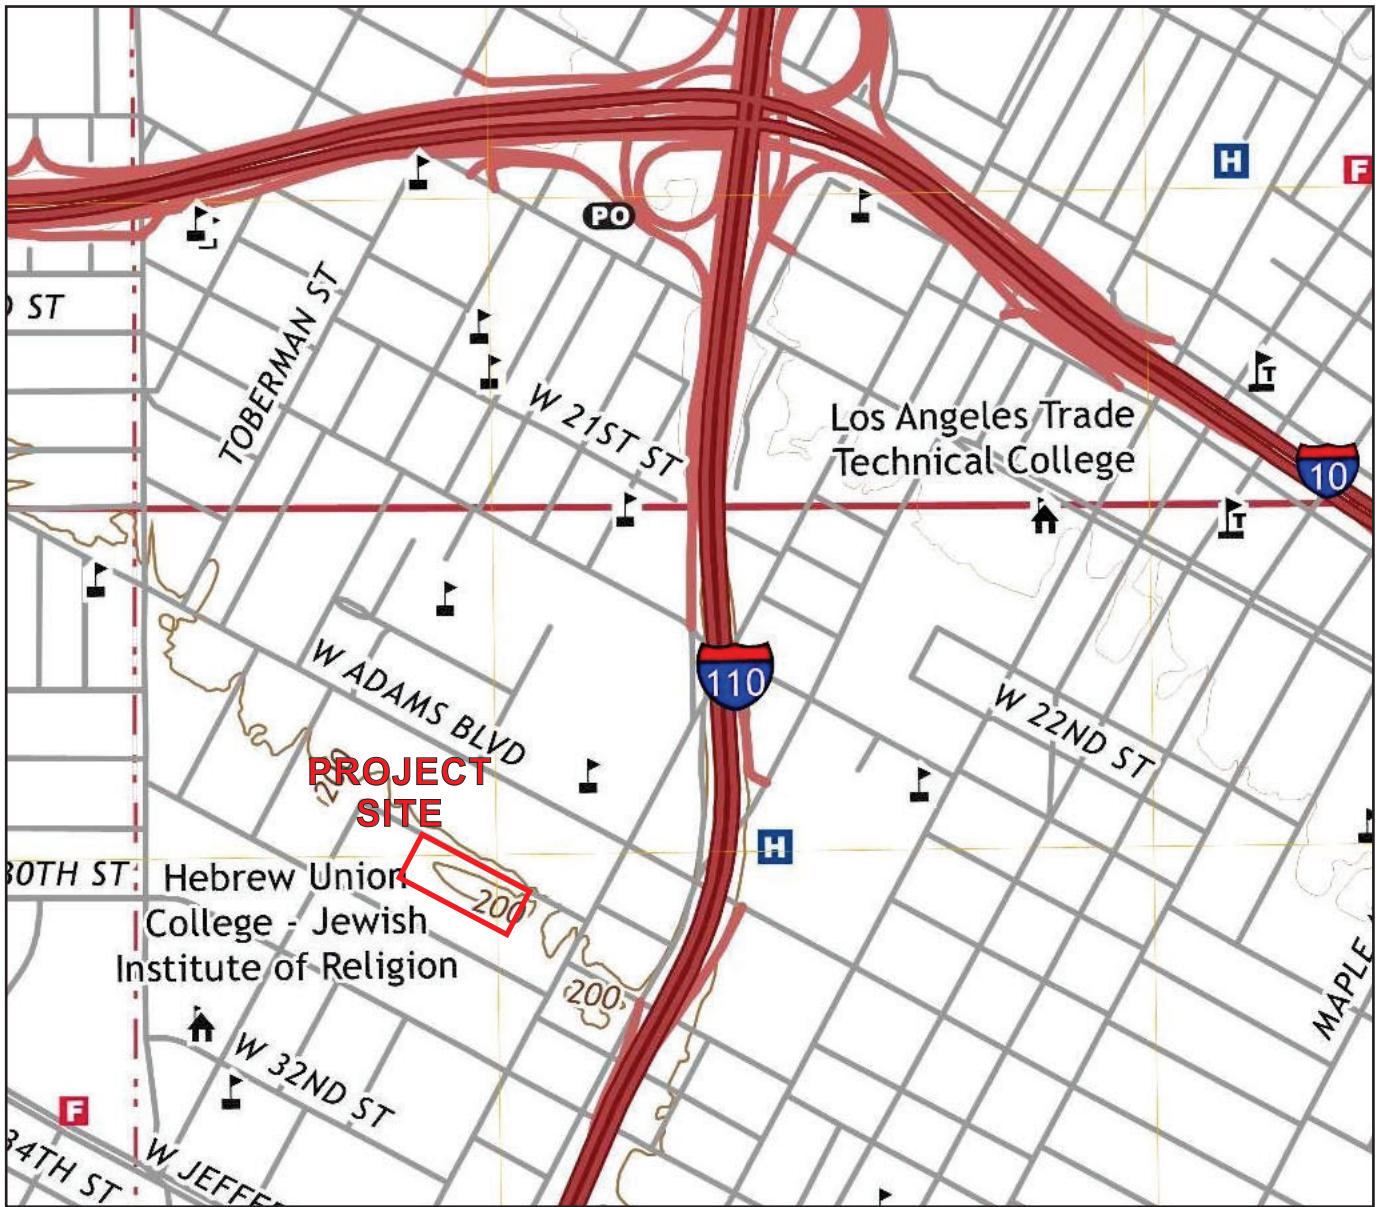 H
F
PO
ST
TOBERMAN ST
T
W 21ST ST
Los Angeles Trade
Technical College
10
T
W ADAMS BLVD
110
W 22ND ST
200
PROJECT
SITE
H
30TH ST
Hebrew Union
College - Jewish
Institute of Religion
200
200
MAPLE
W 32ND ST
F
34TH ST
W JEFFE